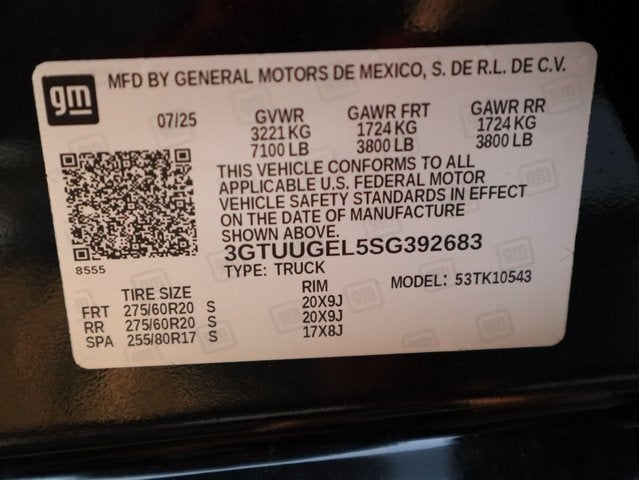 gm
MFD BY GENERAL MOTORS DE MEXICO, S. DE R.L. DE C.V.
07/25 GVWR GAWR FRT GAWR RR
3221 KG 1724 KG 1724 KG
7100 LB 3800 LB 3800 LB
THIS VEHICLE CONFORMS TO ALL
APPLICABLE U.S. FEDERAL MOTOR
VEHICLE SAFETY STANDARDS IN EFFECT
ON THE DATE OF MANUFACTURE
SHOWN ABOVE.
8555
3GTUUGEL5SG392683
TYPE: TRUCK MODEL: 53TK10543
TIRE SIZE RIM
FRT 275/60R20 S 20X9J
RR 275/60R20 S 20X9J
SPA 255/80R17 S 17X8J